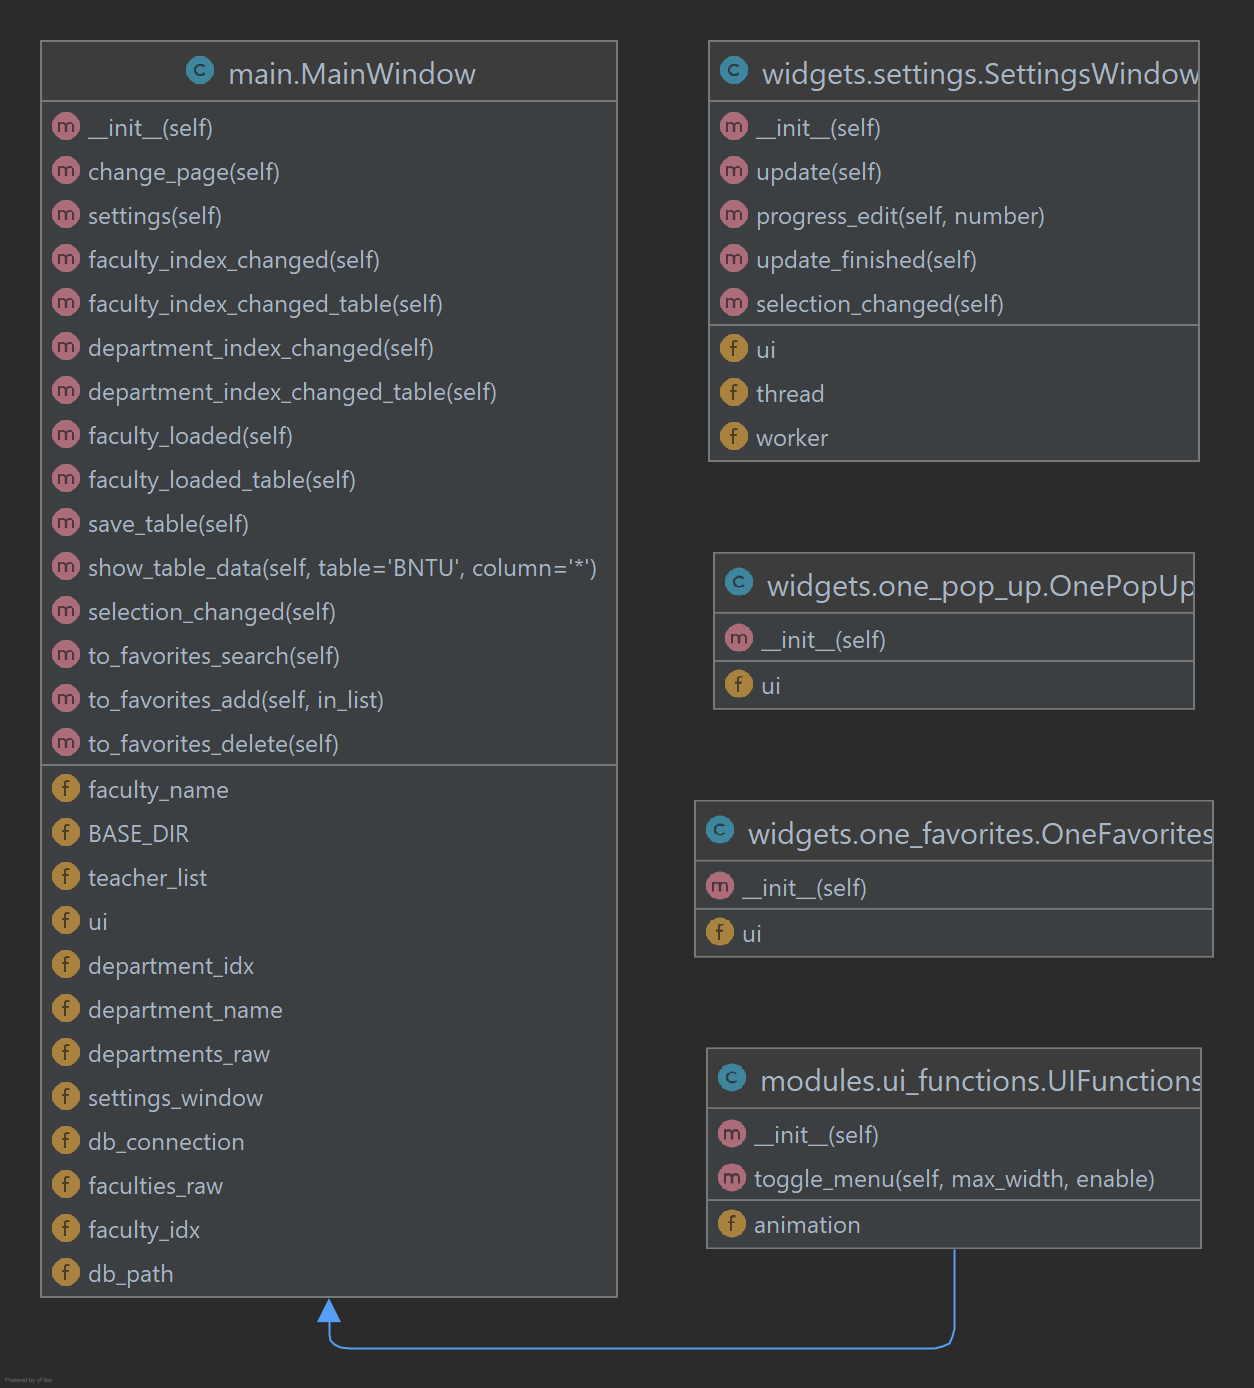 main.MainWindow
__init__(self)
change_page(self)
settings(self)
faculty_index_changed(self)
faculty_index_changed_table(self)
department_index_changed(self)
department_index_changed_table(self)
faculty_loaded(self)
faculty_loaded_table(self)
save_table(self)
show_table_data(self, table='BNTU', column='*')
selection_changed(self)
to_favorites_search(self)
to_favorites_add(self, in_list)
to_favorites_delete(self)
faculty_name
BASE_DIR
teacher_list
ui
department_idx
department_name
departments_raw
settings_window
db_connection
faculties_raw
faculty_idx
db_path
widgets.settings.SettingsWindow
__init__(self)
update(self)
progress_edit(self, number)
update_finished(self)
selection_changed(self)
ui
thread
worker
widgets.one_pop_up.OnePopUp
__init__(self)
ui
widgets.one_favorites.OneFavorites
__init__(self)
ui
modules.ui_functions.UIFunctions
__init__(self)
toggle_menu(self, max_width, enable)
animation
Powered by yFiles